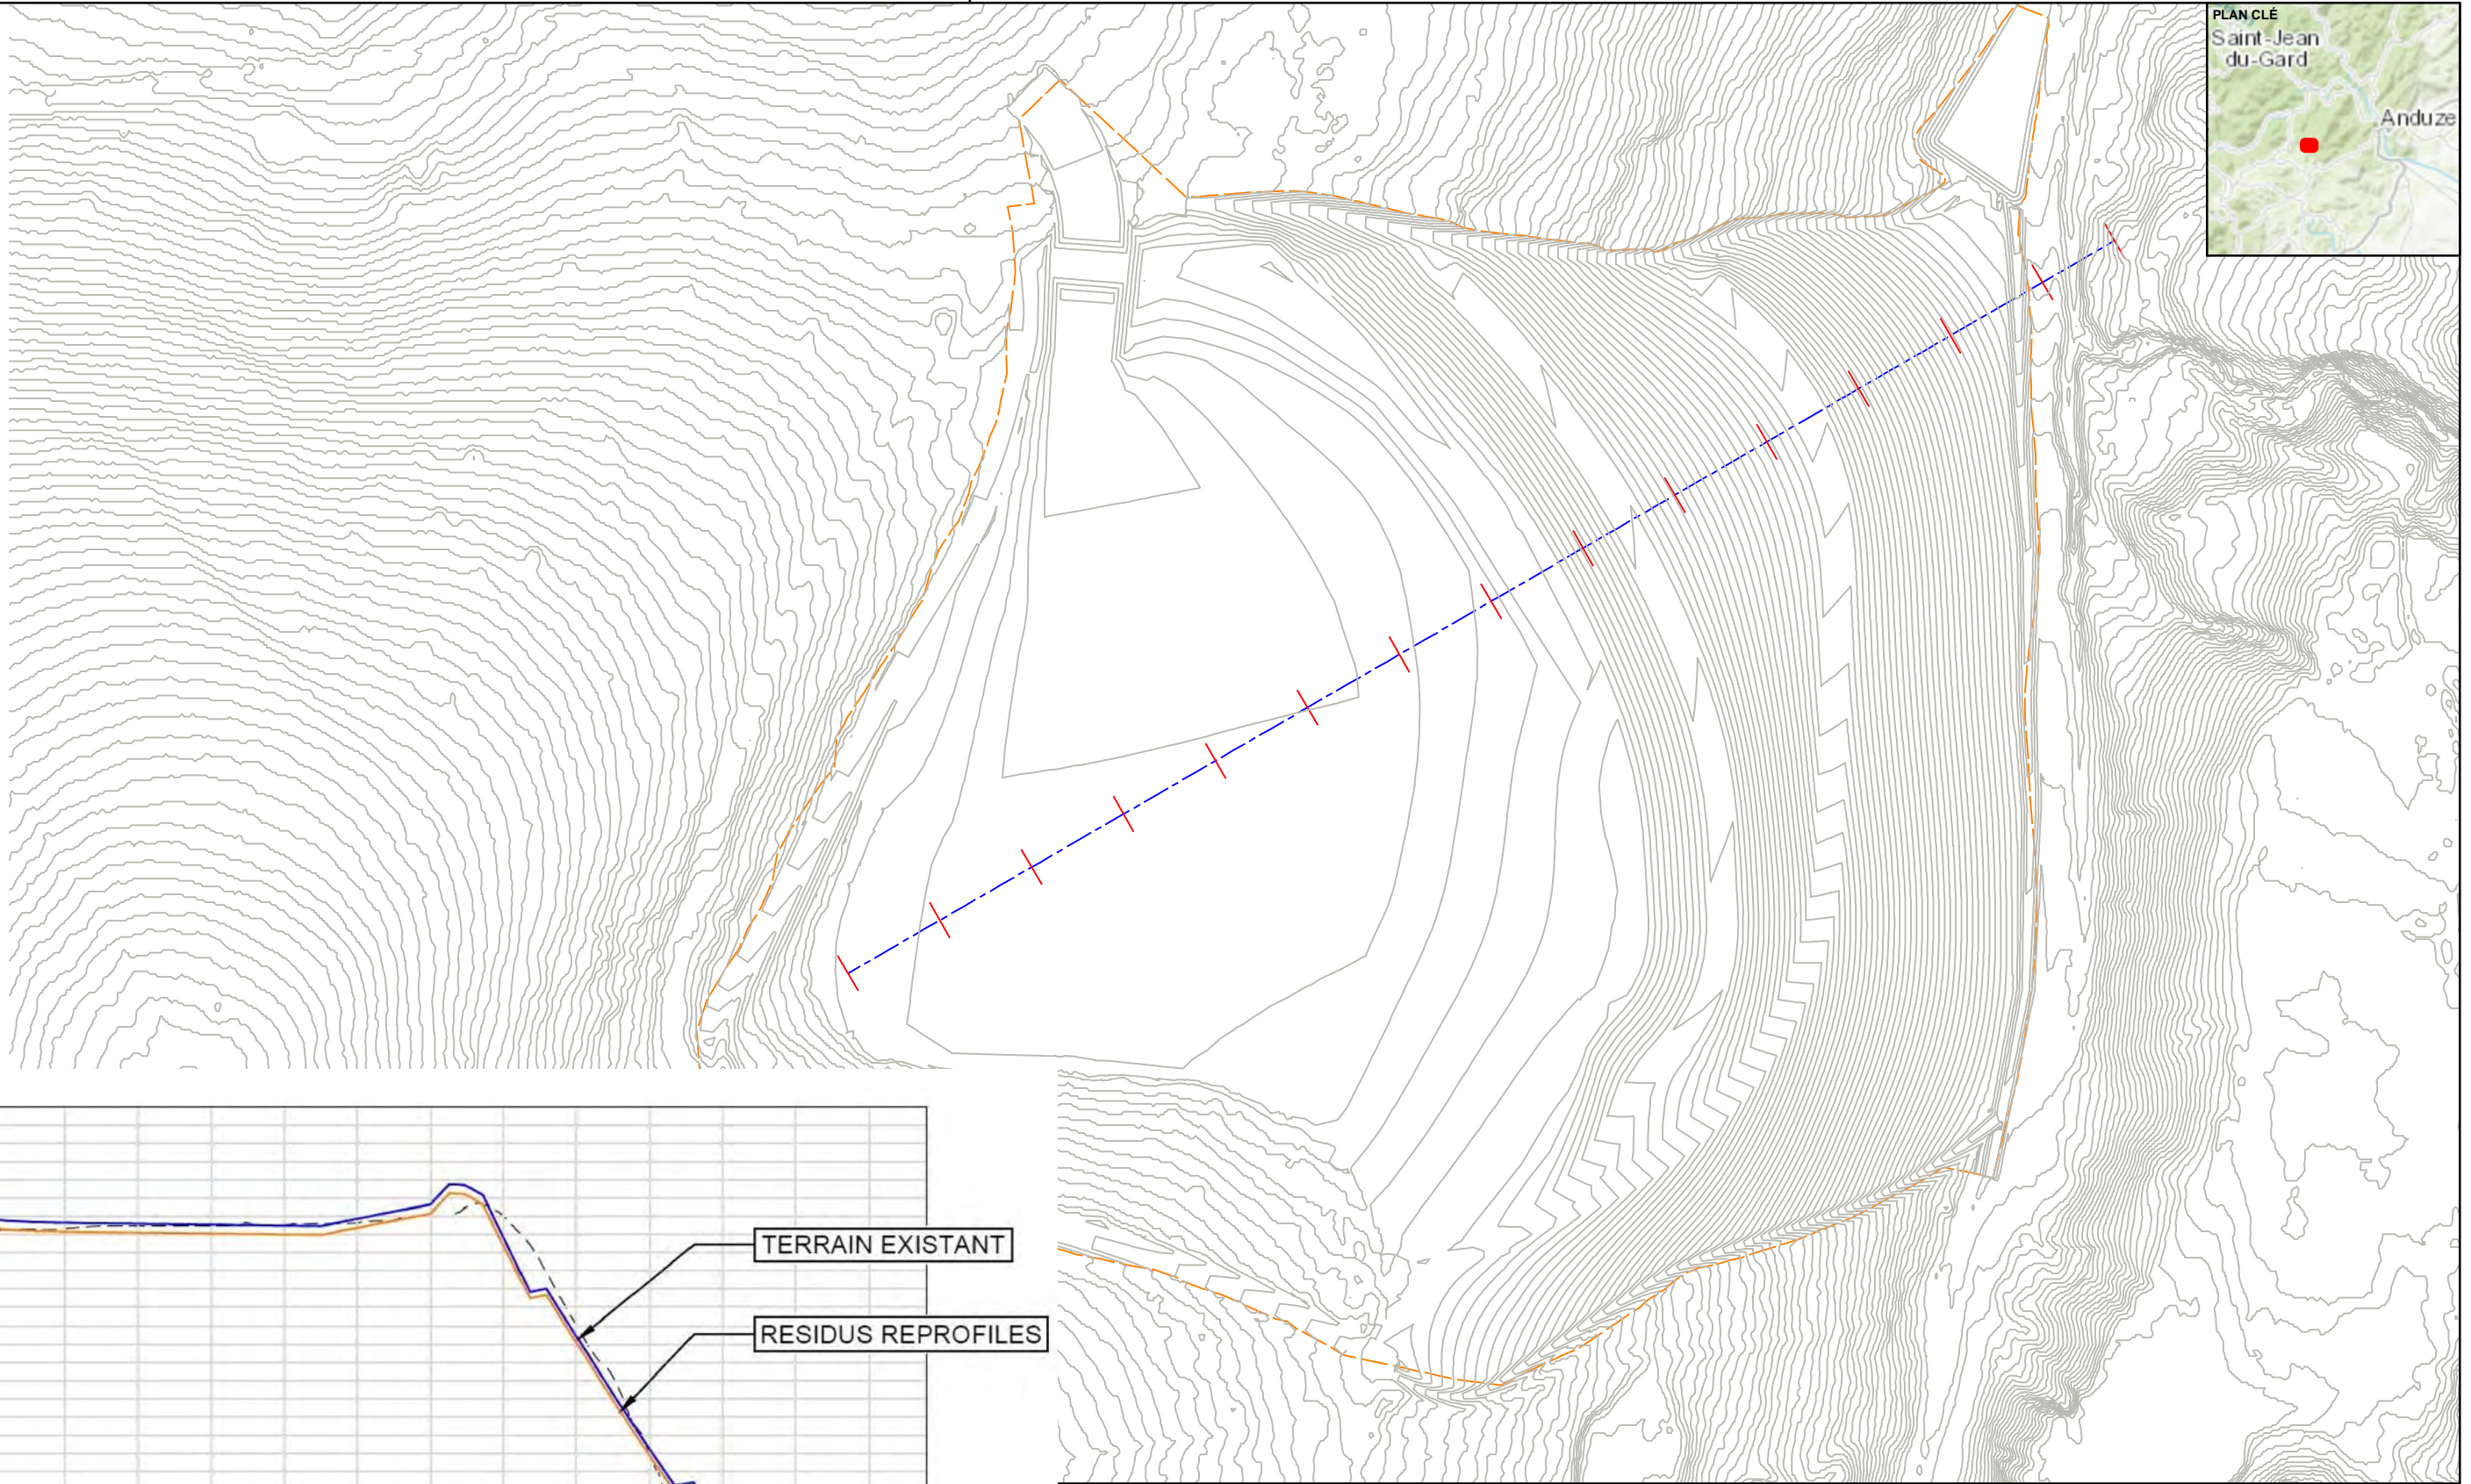 PLAN CLÉ
Saint-Jean
du-Gard
Anduze
TERRAIN EXISTANT
RESIDUS REPROFILES